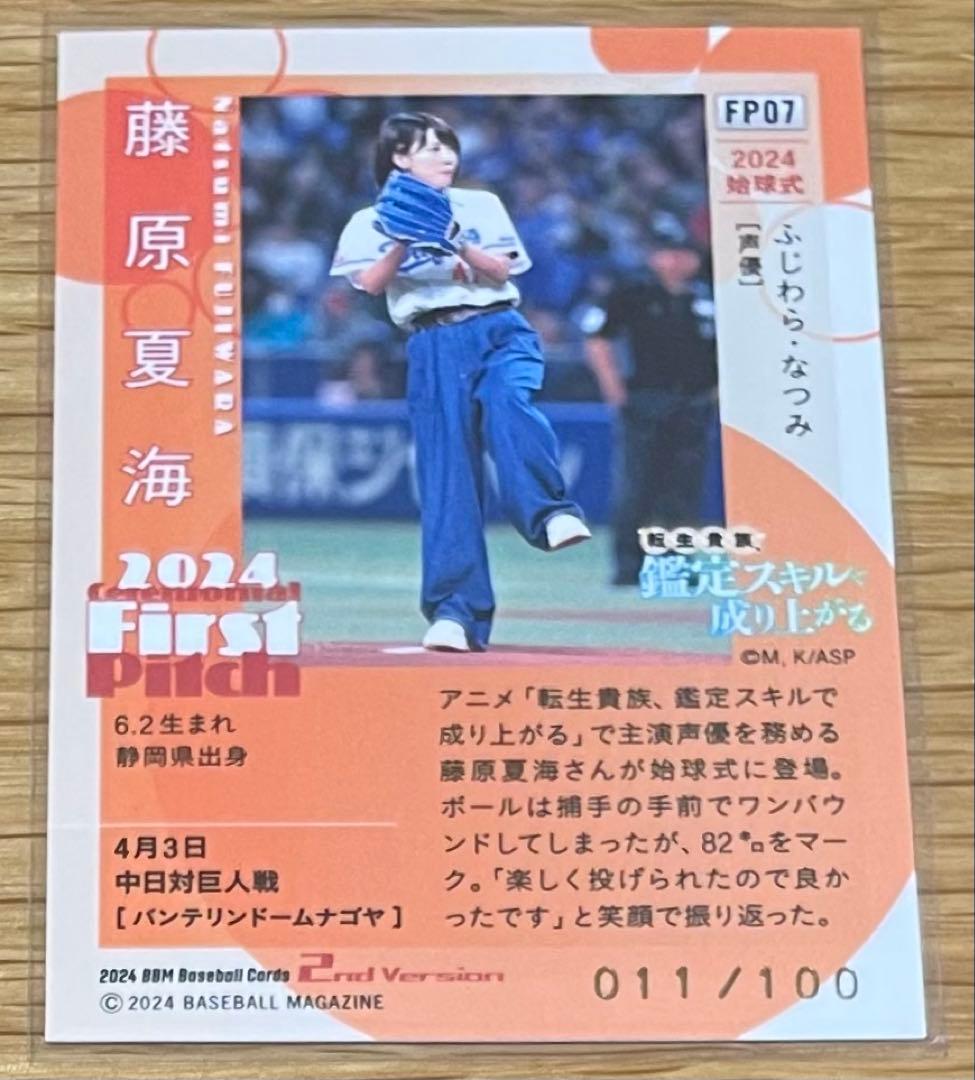 藤原夏海
Natsumi FUJIWARA
FP07
2024
始球式
ふじわら・なつみ
[声優]
転生貴族、
鑑定スキルで
成り上がる
©M, K/ASP
2024
Ceremonial
First
Pitch
6.2生まれ
静岡県出身
4月3日
中日対巨人戦
[バンテリンドームナゴヤ]
アニメ「転生貴族、鑑定スキルで
成り上がる」で主演声優を務める
藤原夏海さんが始球式に登場。
ボールは捕手の手前でワンバウ
ンドしてしまったが、82㌔をマー
ク。「楽しく投げられたので良か
ったです」と笑顔で振り返った。
2024 BBM Baseball Cards 2nd Version
© 2024 BASEBALL MAGAZINE
011/100